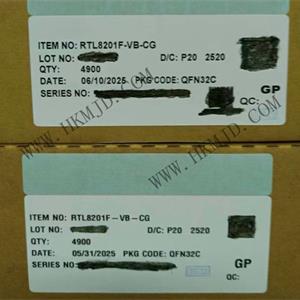 ITEM NO: RTL8201F-VB-CG
LOT NO: D/C: P20 2520
QTY: 4900
DATE: 06/10/2025 PKG CODE: QFN32C
SERIES NO: GP
QC:
WWW.HKMJD.COM
ITEM NO: RTL8201F-VB-CG
LOT NO: D/C: P20 2520
QTY: 4900
DATE: 05/31/2025 PKG CODE: QFN32C
SERIES NO: GP
QC:
WWW.HKMJD.COM